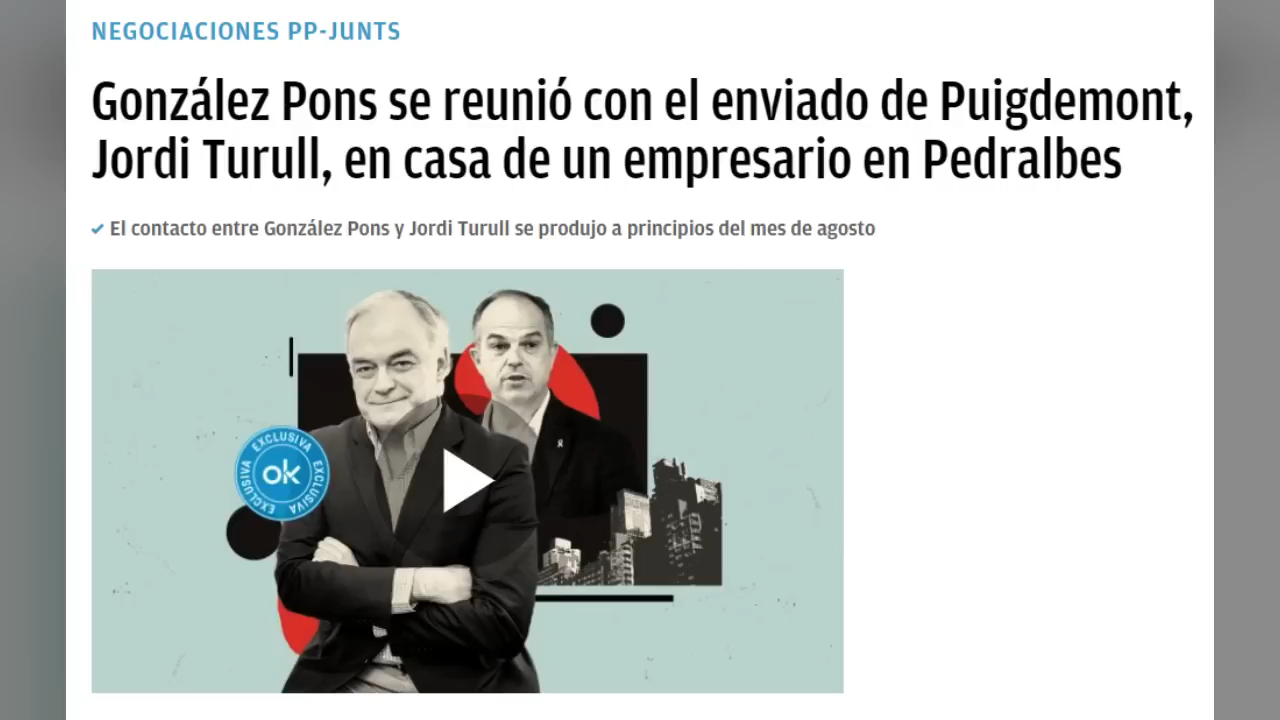 NEGOCIACIONES PP-JUNTS
González Pons se reunió con el enviado de Puigdemont,
Jordi Turull, en casa de un empresario en Pedralbes
El contacto entre González Pons y Jordi Turull se produjo a principios del mes de agosto
EXCLUSIVA
EXCLUSIVA
ok
EXCLUSIVA
EXCLUSIVA